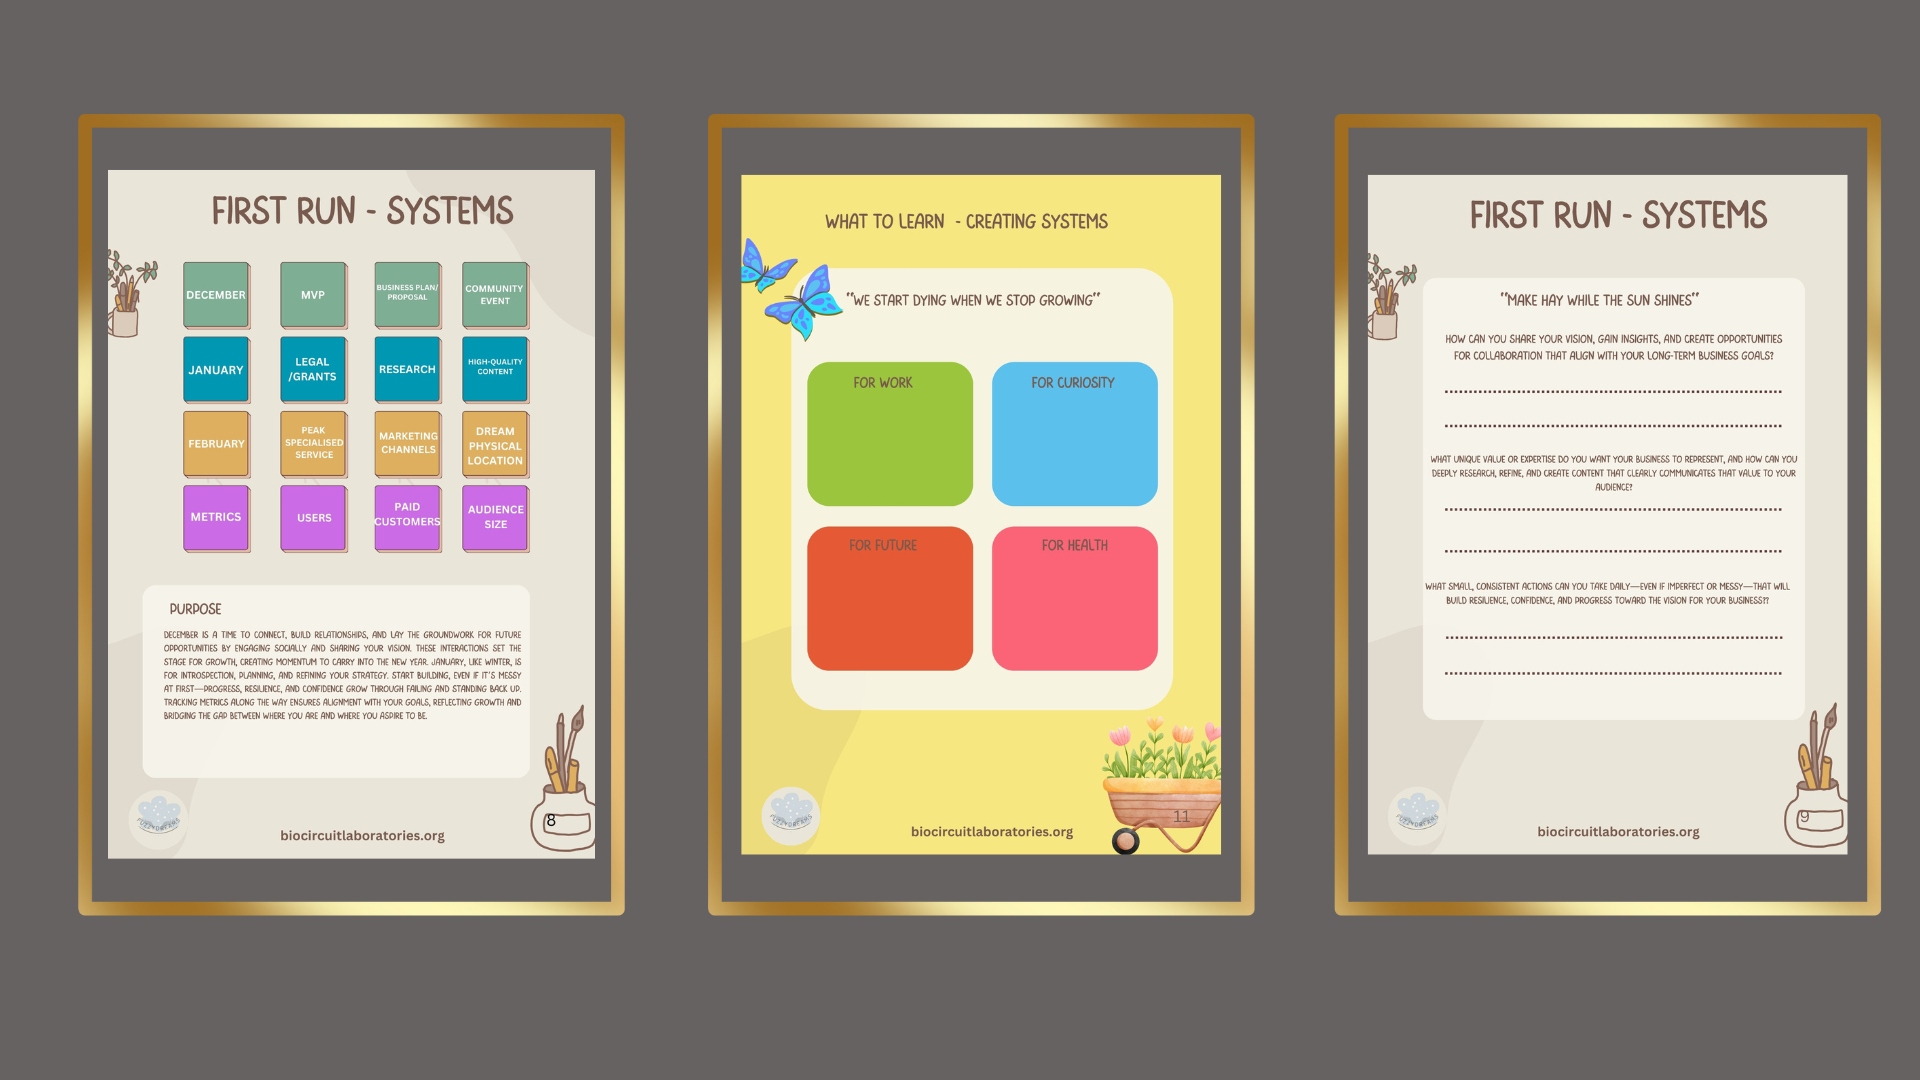 FIRST RUN - SYSTEMS
DECEMBER
MVP
BUSINESS PLAN/
PROPOSAL
COMMUNITY
EVENT
JANUARY
LEGAL
/GRANTS
RESEARCH
HIGH-QUALITY
CONTENT
FEBRUARY
PEAK
SPECIALISED
SERVICE
MARKETING
CHANNELS
DREAM
PHYSICAL
LOCATION
METRICS
USERS
PAID
CUSTOMERS
AUDIENCE
SIZE
PURPOSE
DECEMBER IS A TIME TO CONNECT, BUILD RELATIONSHIPS, AND LAY THE GROUNDWORK FOR FUTURE
OPPORTUNITIES BY ENGAGING SOCIALLY AND SHARING YOUR VISION. THESE INTERACTIONS SET THE
STAGE FOR GROWTH, CREATING MOMENTUM TO CARRY INTO THE NEW YEAR. JANUARY, LIKE WINTER, IS
FOR INTROSPECTION, PLANNING, AND REFINING YOUR STRATEGY. START BUILDING, EVEN IF IT'S MESSY
AT FIRST—PROGRESS, RESILIENCE, AND CONFIDENCE GROW THROUGH FAILING AND STANDING BACK UP.
TRACKING METRICS ALONG THE WAY ENSURES ALIGNMENT WITH YOUR GOALS, REFLECTING GROWTH AND
BRIDGING THE GAP BETWEEN WHERE YOU ARE AND WHERE YOU ASPIRE TO BE.
8
biocircuitlaboratories.org
WHAT TO LEARN - CREATING SYSTEMS
"WE START DYING WHEN WE STOP GROWING"
FOR WORK
FOR CURIOSITY
FOR FUTURE
FOR HEALTH
11
biocircuitlaboratories.org
FIRST RUN - SYSTEMS
"MAKE HAY WHILE THE SUN SHINES"
HOW CAN YOU SHARE YOUR VISION, GAIN INSIGHTS, AND CREATE OPPORTUNITIES
FOR COLLABORATION THAT ALIGN WITH YOUR LONG-TERM BUSINESS GOALS?
WHAT UNIQUE VALUE OR EXPERTISE DO YOU WANT YOUR BUSINESS TO REPRESENT, AND HOW CAN YOU
DEEPLY RESEARCH, REFINE, AND CREATE CONTENT THAT CLEARLY COMMUNICATES THAT VALUE TO YOUR
AUDIENCE?
WHAT SMALL, CONSISTENT ACTIONS CAN YOU TAKE DAILY—EVEN IF IMPERFECT OR MESSY—THAT WILL
BUILD RESILIENCE, CONFIDENCE, AND PROGRESS TOWARD THE VISION FOR YOUR BUSINESS??
9
biocircuitlaboratories.org